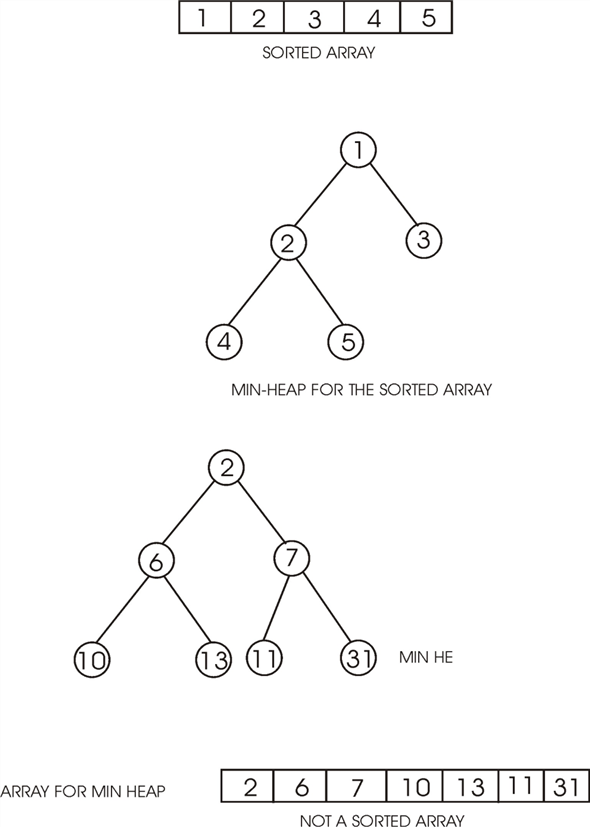 1 2 3 4 5
SORTED ARRAY
1
2 3
4 5
MIN-HEAP FOR THE SORTED ARRAY
2
6 7
10 13 11 31 MIN HE
ARRAY FOR MIN HEAP 2 6 7 10 13 11 31
NOT A SORTED ARRAY